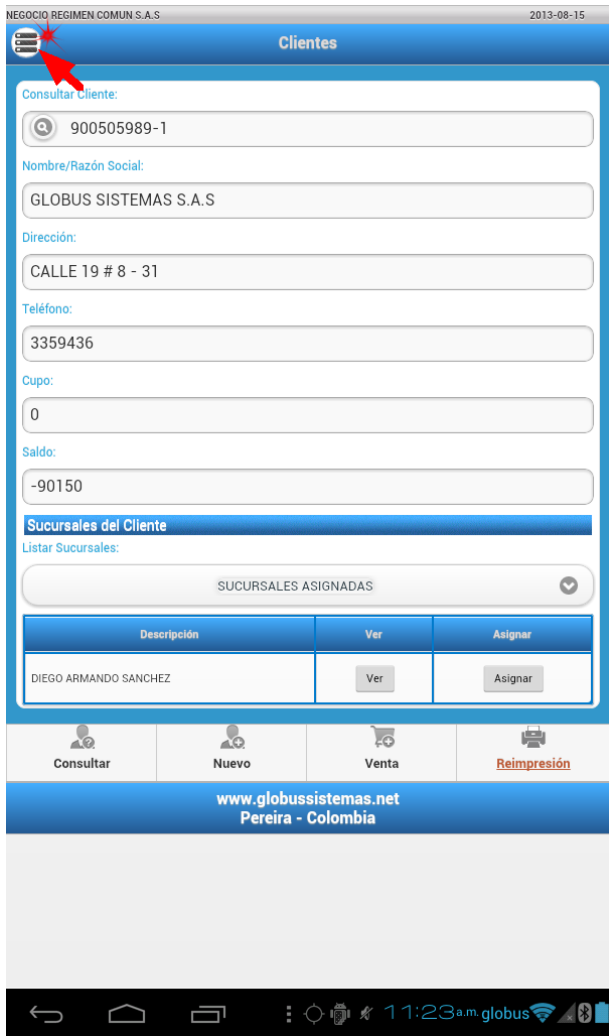 NEGOCIO REGIMEN COMUN S.A.S 2013-08-15
Clientes
Consultar Cliente:
900505989-1
Nombre/Razón Social:
GLOBUS SISTEMAS S.A.S
Dirección:
CALLE 19 # 8 - 31
Teléfono:
3359436
Cupo:
0
Saldo:
-90150
Sucursales del Cliente
Listar Sucursales:
SUCURSALES ASIGNADAS
Descripción Ver Asignar
DIEGO ARMANDO SANCHEZ Ver Asignar
Consultar Nuevo Venta Reimpresión
www.globussistemas.net
Pereira - Colombia
11:23a.m. globus